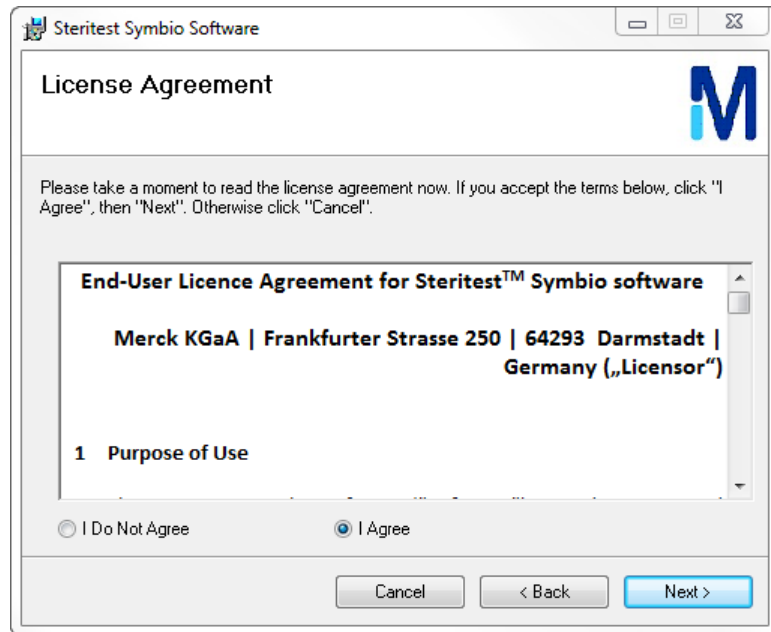 Steritest Symbio Software
License Agreement
Please take a moment to read the license agreement now. If you accept the terms below, click "I
Agree", then "Next". Otherwise click "Cancel".
End-User Licence Agreement for Steritest™ Symbio software
Merck KGaA | Frankfurter Strasse 250 | 64293 Darmstadt |
Germany („Licensor“)
1 Purpose of Use
I Do Not Agree
I Agree
Cancel
< Back
Next >